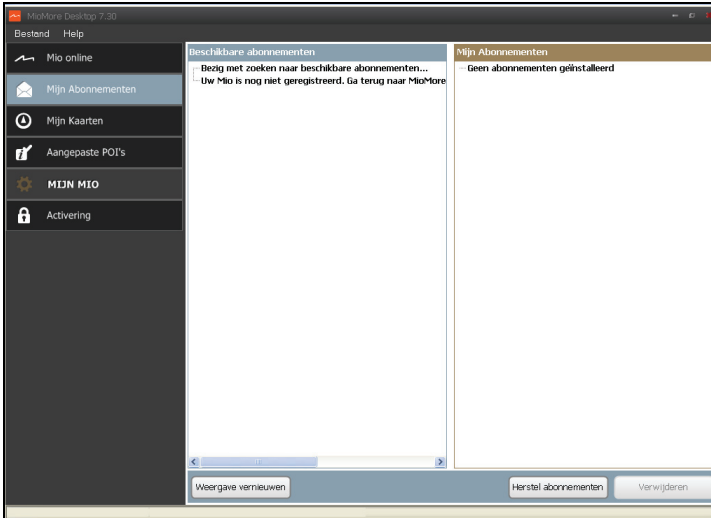 MioMore Desktop 7.30
Bestand Help
Mio online
Mijn Abonnementen
Mijn Kaarten
Aangepaste POI's
MIJN MIO
Activering
Beschikbare abonnementen
Bezig met zoeken naar beschikbare abonnementen...
Uw Mio is nog niet geregistreerd. Ga terug naar MioMore
Mijn Abonnementen
Geen abonnementen geïnstalleerd
Weergave vernieuwen
Herstel abonnementen
Verwijderen